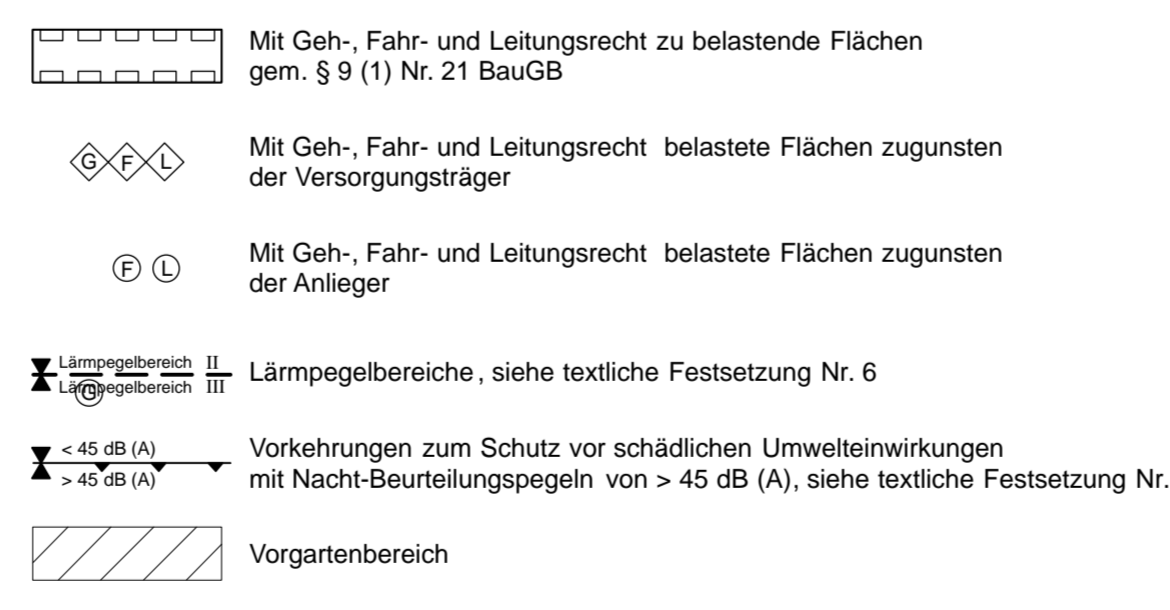 Mit Geh-, Fahr- und Leitungsrecht zu belastende Flächen
gem. § 9 (1) Nr. 21 BauGB
G F L
Mit Geh-, Fahr- und Leitungsrecht belastete Flächen zugunsten
der Versorgungsträger
F L
Mit Geh-, Fahr- und Leitungsrecht belastete Flächen zugunsten
der Anlieger
Lärmpegelbereich II
Lärmpegelbereich III
G
Lärmpegelbereiche, siehe textliche Festsetzung Nr. 6
< 45 dB (A)
> 45 dB (A)
Vorkehrungen zum Schutz vor schädlichen Umwelteinwirkungen
mit Nacht-Beurteilungspegeln von > 45 dB (A), siehe textliche Festsetzung Nr.
Vorgartenbereich